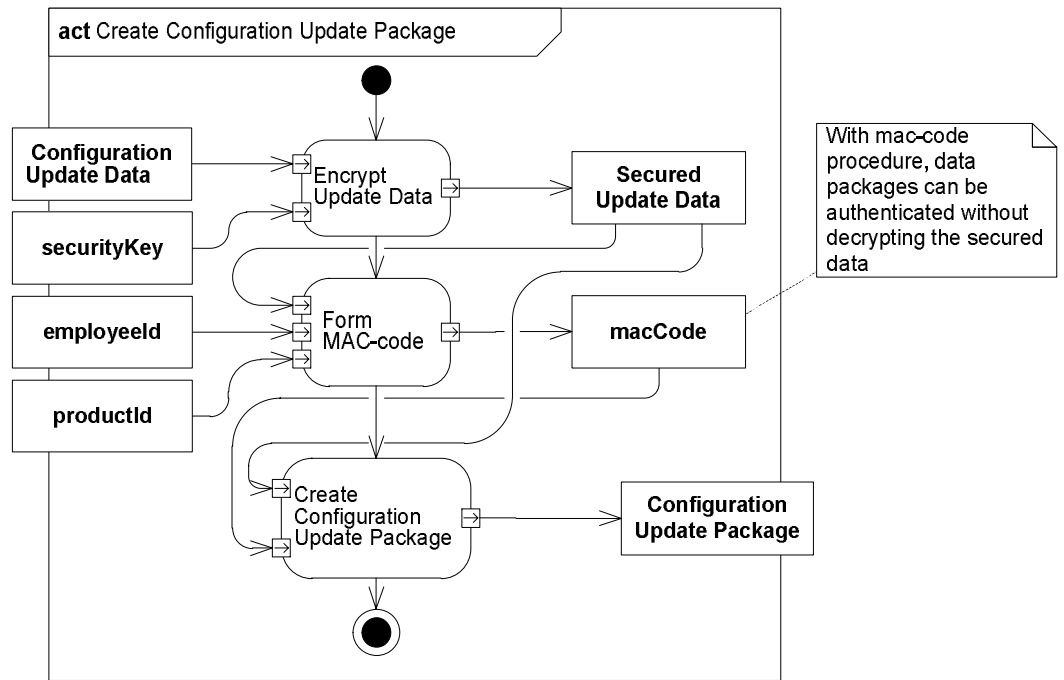 act Create Configuration Update Package
Configuration
Update Data
securityKey
employeeId
productId
Encrypt
Update Data
Secured
Update Data
Form
MAC-code
macCode
Create
Configuration
Update Package
Configuration
Update Package
With mac-code
procedure, data
packages can be
authenticated without
decrypting the secured
data